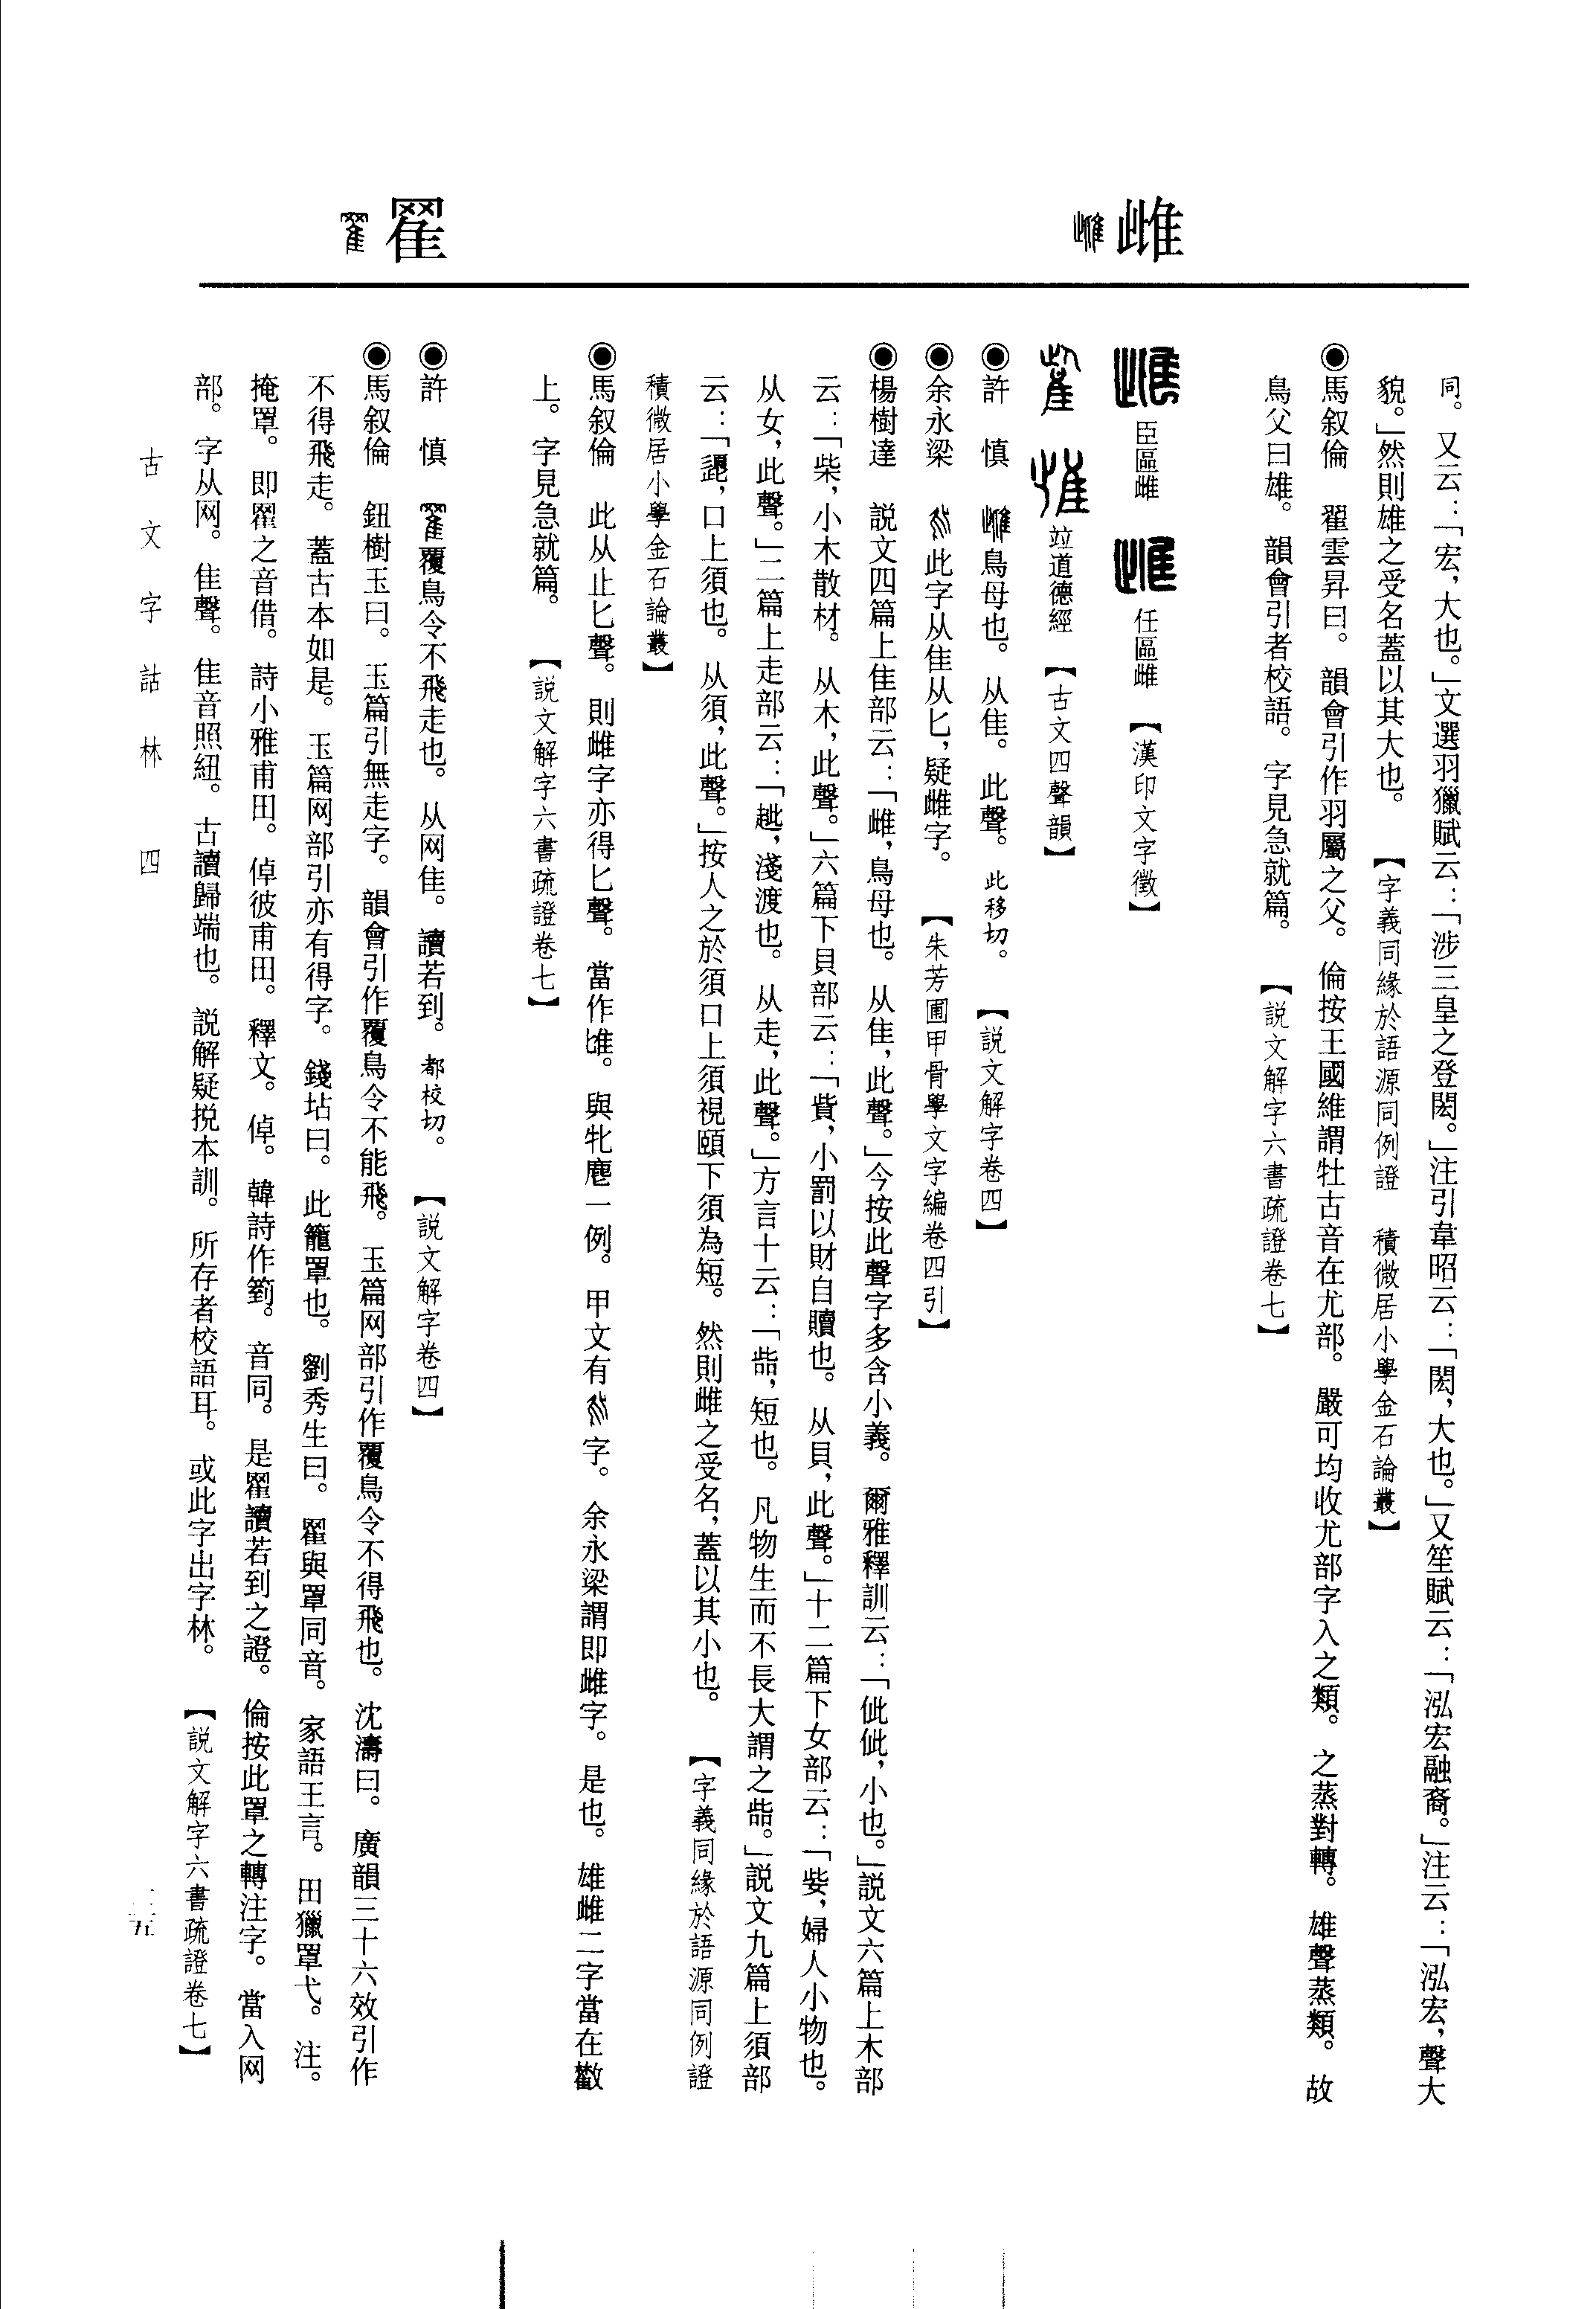 雌
䍜
同。又云：「宏，大也。」文選羽獵賦云：「涉三皇之登閎。」注引韋昭云：「閎，大也。」又笙賦云：「泓宏融裔。」注云：「泓宏，聲大
貌。」然則雄之受名蓋以其大也。【字義同緣於語源同例證　積微居小學金石論叢】
◉馬叙倫　翟雲昇曰。韻會引作羽屬之父。倫按王國維謂牡古音在尤部。嚴可均收尤部字入之類。之蒸對轉。雄聲蒸類。故
鳥父曰雄。韻會引者校語。字見急就篇。【説文解字六書疏證卷七】
臣區雌　任區雌【漢印文字徵】
竝道德經【古文四聲韻】
◉許　慎　鳥母也。从隹。此聲。此移切。【説文解字卷四】
◉余永梁　此字从隹从匕，疑雌字。【朱芳圃甲骨學文字編卷四引】
◉楊樹達　説文四篇上隹部云：「雌，鳥母也。从隹，此聲。」今按此聲字多含小義。爾雅釋訓云：「佌佌，小也。」説文六篇上木部
云：「柴，小木散材。从木，此聲。」六篇下貝部云：「貲，小罰以財自贖也。从貝，此聲。」十二篇下女部云：「姕，婦人小物也。
从女，此聲。」二篇上走部云：「𧺼，淺渡也。从走，此聲。」方言十云：「㫮，短也。凡物生而不長大謂之㫮。」説文九篇上須部
云：「頿，口上須也。从須，此聲。」按人之於須口上須視頤下須為短。然則雌之受名，蓋以其小也。【字義同緣於語源同例證
積微居小學金石論叢】
◉馬叙倫　此从止匕聲。則雌字亦得匕聲。當作𨾚。與牝麀一例。甲文有字。余永梁謂即雌字。是也。雄雌二字當在雡
上。字見急就篇。【説文解字六書疏證卷七】
◉許　慎　覆鳥令不飛走也。从网隹。讀若到。都校切。【説文解字卷四】
◉馬叙倫　鈕樹玉曰。玉篇引無走字。韻會引作覆鳥令不能飛。玉篇网部引作覆鳥令不得飛也。沈濤曰。廣韻三十六效引作
不得飛走。蓋古本如是。玉篇网部引亦有得字。錢坫曰。此籠罩也。劉秀生曰。䍜與罩同音。家語王言。田獵罩弋。注。
掩罩。即䍜之音借。詩小雅甫田。倬彼甫田。釋文。倬。韓詩作箌。音同。是䍜讀若到之證。倫按此罩之轉注字。當入网
部。字从网。隹聲。隹音照紐。古讀歸端也。説解疑挩本訓。所存者校語耳。或此字出字林。【説文解字六書疏證卷七】
古文字詁林　四